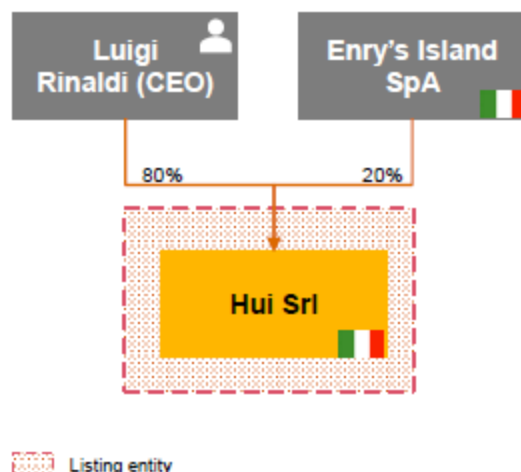 Luigi
Rinaldi (CEO)
Enry's Island
SpA
80%
20%
Hui Srl
Listing entity